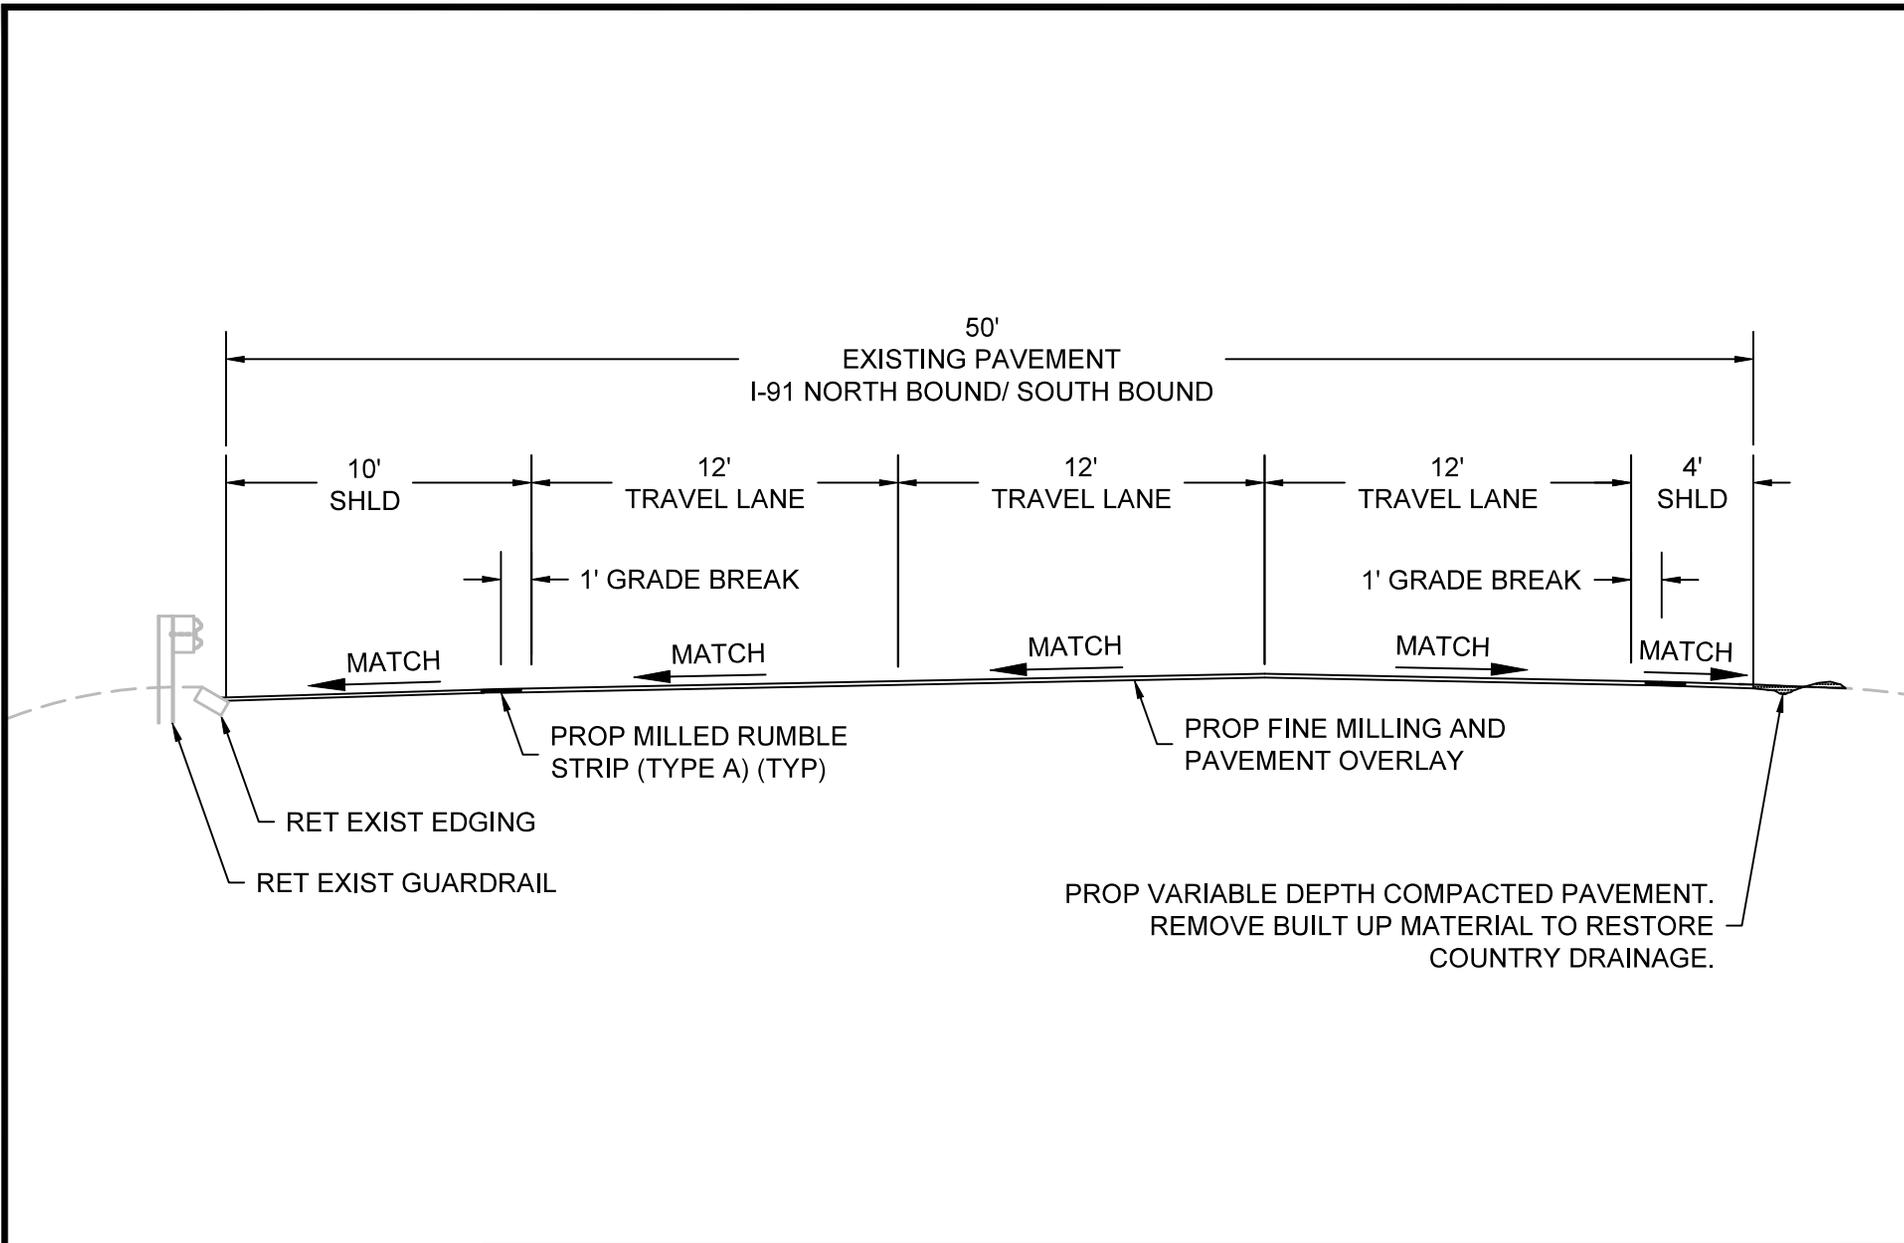 50'
EXISTING PAVEMENT
I-91 NORTH BOUND/ SOUTH BOUND
10'
SHLD
12'
TRAVEL LANE
12'
TRAVEL LANE
12'
TRAVEL LANE
4'
SHLD
1' GRADE BREAK
1' GRADE BREAK
MATCH
MATCH
MATCH
MATCH
MATCH
PROP MILLED RUMBLE
STRIP (TYPE A) (TYP)
PROP FINE MILLING AND
PAVEMENT OVERLAY
RET EXIST EDGING
RET EXIST GUARDRAIL
PROP VARIABLE DEPTH COMPACTED PAVEMENT.
REMOVE BUILT UP MATERIAL TO RESTORE
COUNTRY DRAINAGE.